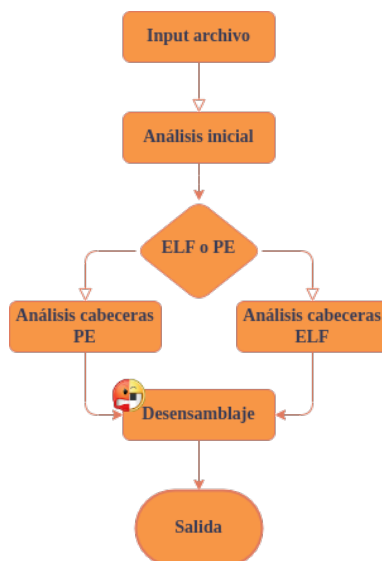 Input archivo
Análisis inicial
ELF o PE
Análisis cabeceras
PE
Análisis cabeceras
ELF
Desensamblaje
Salida